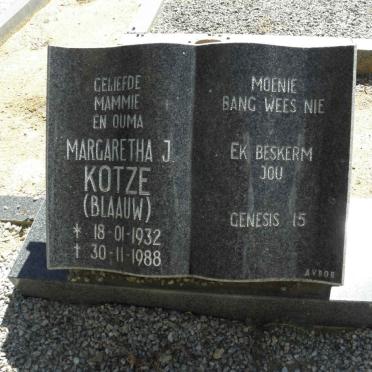 GELIEFDE
MAMMIE
EN OUMA
MARGARETHA J
KOTZE
(BLAAUW)
* 18-01-1932
† 30-11-1988
MOENIE
BANG WEES NIE
EK BESKERM
JOU
GENESIS 15
AVBOB